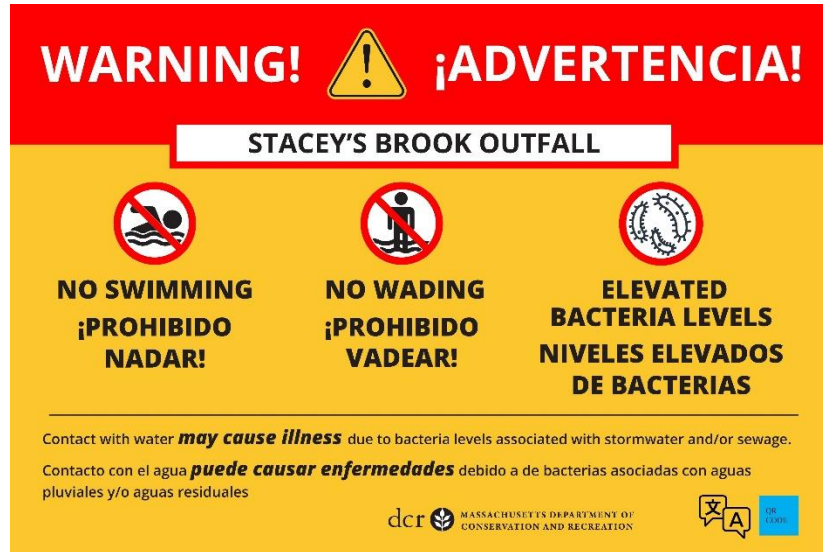 WARNING! ¡ADVERTENCIA!
STACEY'S BROOK OUTFALL
NO SWIMMING
¡PROHIBIDO
NADAR!
NO WADING
¡PROHIBIDO
VADEAR!
ELEVATED
BACTERIA LEVELS
NIVELES ELEVADOS
DE BACTERIAS
Contact with water may cause illness due to bacteria levels associated with stormwater and/or sewage.
Contacto con el agua puede causar enfermedades debido a de bacterias asociadas con aguas
pluviales y/o aguas residuales
dcr MASSACHUSETTS DEPARTMENT OF
CONSERVATION AND RECREATION
文 A
QR
CODE